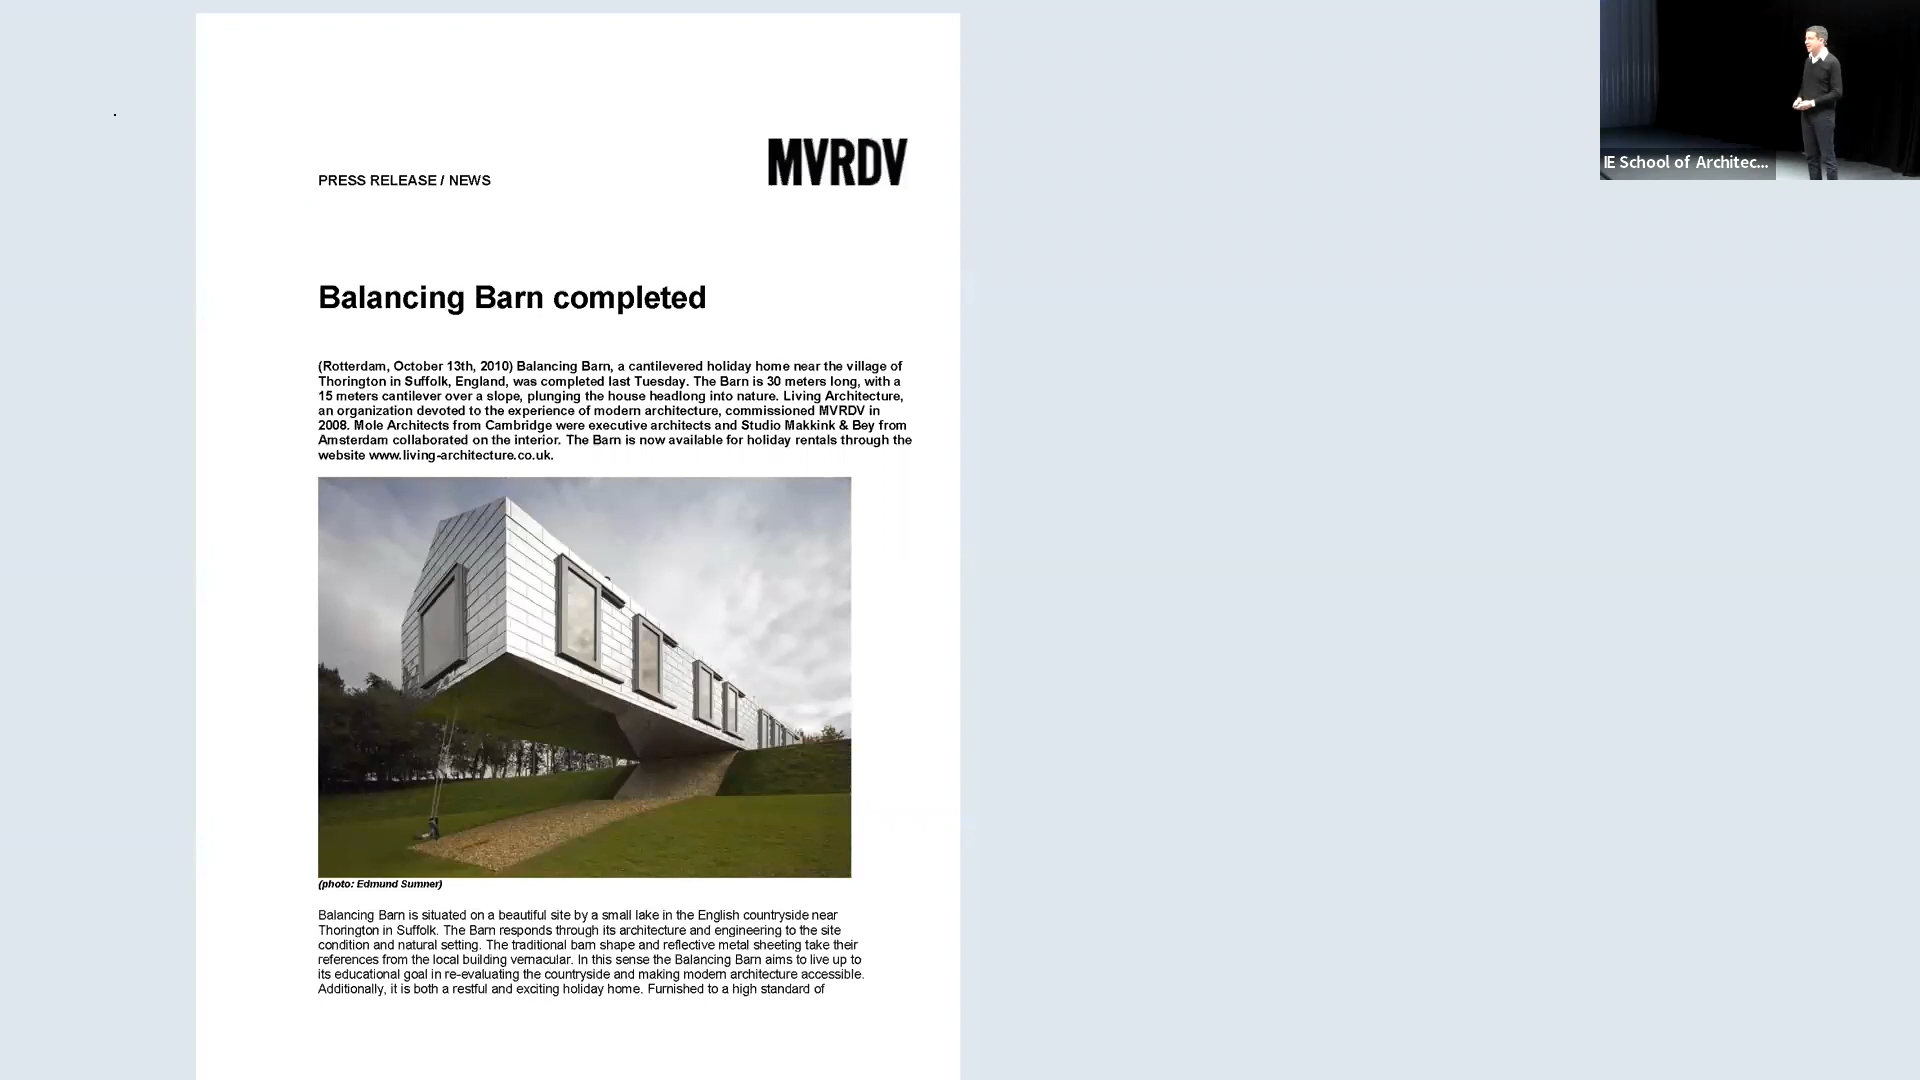 IE School of Architec...
MVRDV
PRESS RELEASE / NEWS
Balancing Barn completed
(Rotterdam, October 13th, 2010) Balancing Barn, a cantilevered holiday home near the village of
Thorington in Suffolk, England, was completed last Tuesday. The Barn is 30 meters long, with a
15 meters cantilever over a slope, plunging the house headlong into nature. Living Architecture,
an organization devoted to the experience of modern architecture, commissioned MVRDV in
2008. Mole Architects from Cambridge were executive architects and Studio Makkink & Bey from
Amsterdam collaborated on the interior. The Barn is now available for holiday rentals through the
website www.living-architecture.co.uk.
(photo: Edmund Sumner)
Balancing Barn is situated on a beautiful site by a small lake in the English countryside near
Thorington in Suffolk. The Barn responds through its architecture and engineering to the site
condition and natural setting. The traditional barn shape and reflective metal sheeting take their
references from the local building vernacular. In this sense the Balancing Barn aims to live up to
its educational goal in re-evaluating the countryside and making modern architecture accessible.
Additionally, it is both a restful and exciting holiday home. Furnished to a high standard of